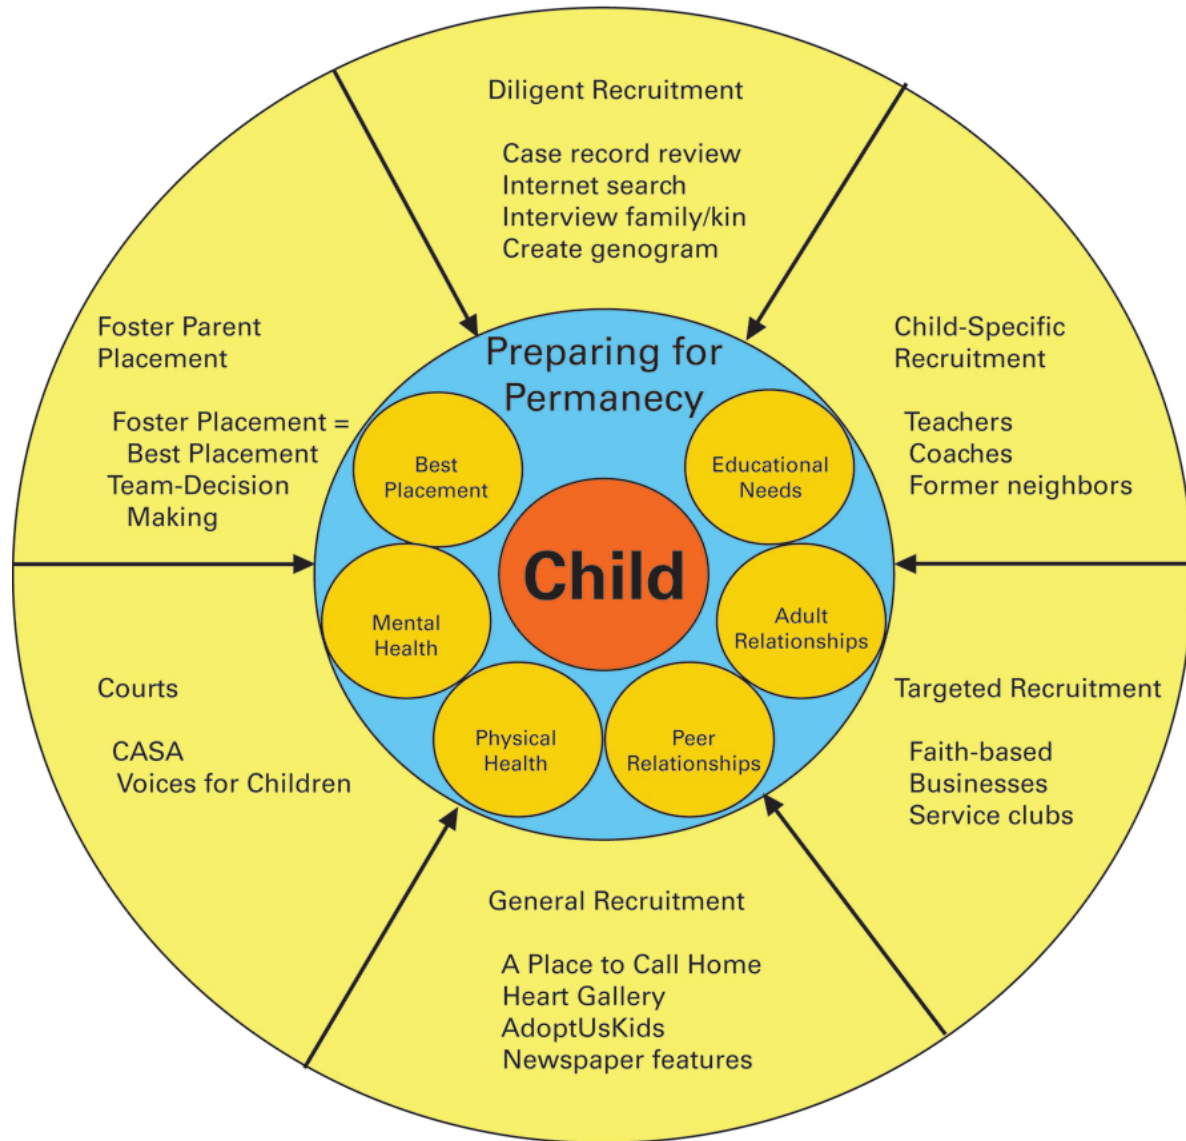 Diligent Recruitment
Case record review
Internet search
Interview family/kin
Create genogram
Child-Specific
Recruitment
Teachers
Coaches
Former neighbors
Targeted Recruitment
Faith-based
Businesses
Service clubs
General Recruitment
A Place to Call Home
Heart Gallery
AdoptUsKids
Newspaper features
Courts
CASA
Voices for Children
Foster Parent
Placement
Foster Placement =
Best Placement
Team-Decision
Making
Preparing for
Permanecy
Best
Placement
Educational
Needs
Child
Mental
Health
Adult
Relationships
Physical
Health
Peer
Relationships